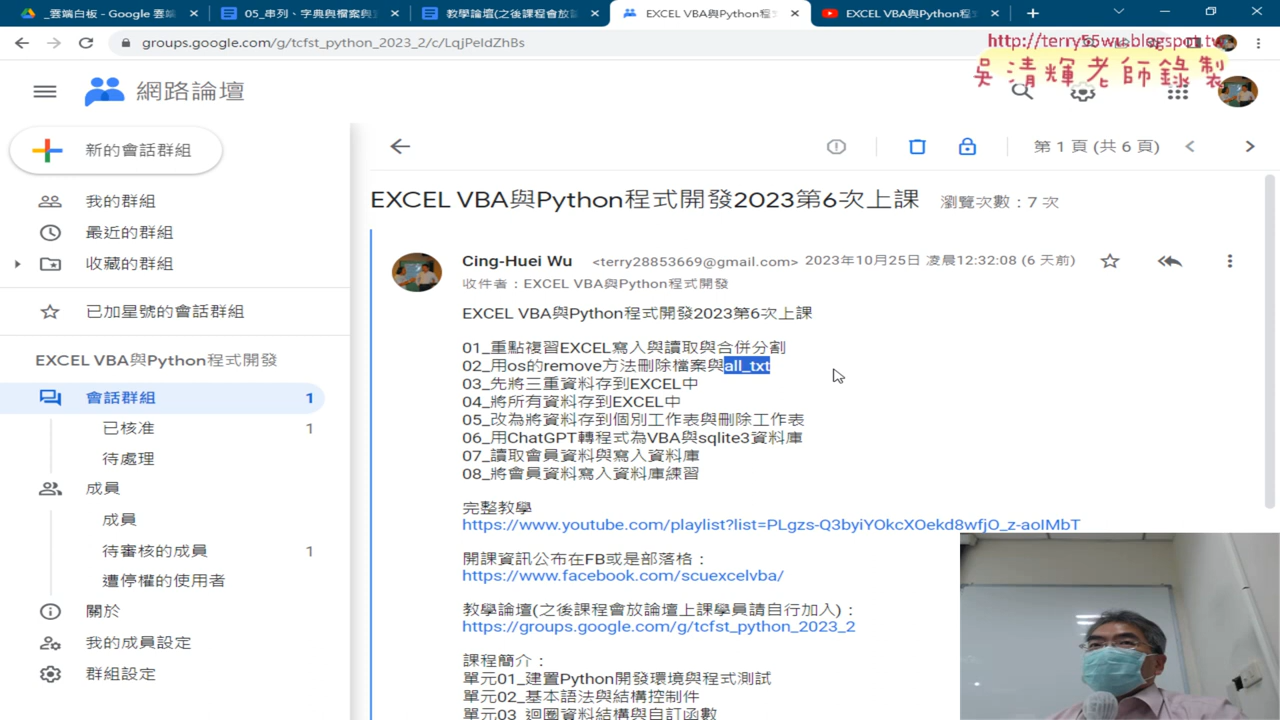 _雲端白板 - Google 雲端
05_串列、字典與檔案與
教學論壇(之後課程會放論
EXCEL VBA與Python程式
EXCEL VBA與Python程式
groups.google.com/g/tcfst_python_2023_2/c/LqjPeIdZhBs
http://terry55wu.blogspot.tw
吳清輝老師錄製
網路論壇
新的會話群組
我的群組
最近的群組
收藏的群組
已加星號的會話群組
EXCEL VBA與Python程式開發
會話群組 1
已核准 1
待處理
成員
成員
待審核的成員 1
遭停權的使用者
關於
我的成員設定
群組設定
第 1 頁 (共 6 頁)
EXCEL VBA與Python程式開發2023第6次上課 瀏覽次數：7 次
Cing-Huei Wu <terry28853669@gmail.com> 2023年10月25日 凌晨12:32:08 (6 天前)
收件者：EXCEL VBA與Python程式開發
EXCEL VBA與Python程式開發2023第6次上課
01_重點複習EXCEL寫入與讀取與合併分割
02_用os的remove方法刪除檔案與all_txt
03_先將三重資料存到EXCEL中
04_將所有資料存到EXCEL中
05_改為將資料存到個別工作表與刪除工作表
06_用ChatGPT轉程式為VBA與sqlite3資料庫
07_讀取會員資料與寫入資料庫
08_將會員資料寫入資料庫練習
完整教學
https://www.youtube.com/playlist?list=PLgzs-Q3byiYOkcXOekd8wfjO_z-aoIMbT
開課資訊公布在FB或是部落格：
https://www.facebook.com/scuexcelvba/
教學論壇(之後課程會放論壇上課學員請自行加入)：
https://groups.google.com/g/tcfst_python_2023_2
課程簡介：
單元01_建置Python開發環境與程式測試
單元02_基本語法與結構控制件
單元03_迴圈資料結構與自訂函數